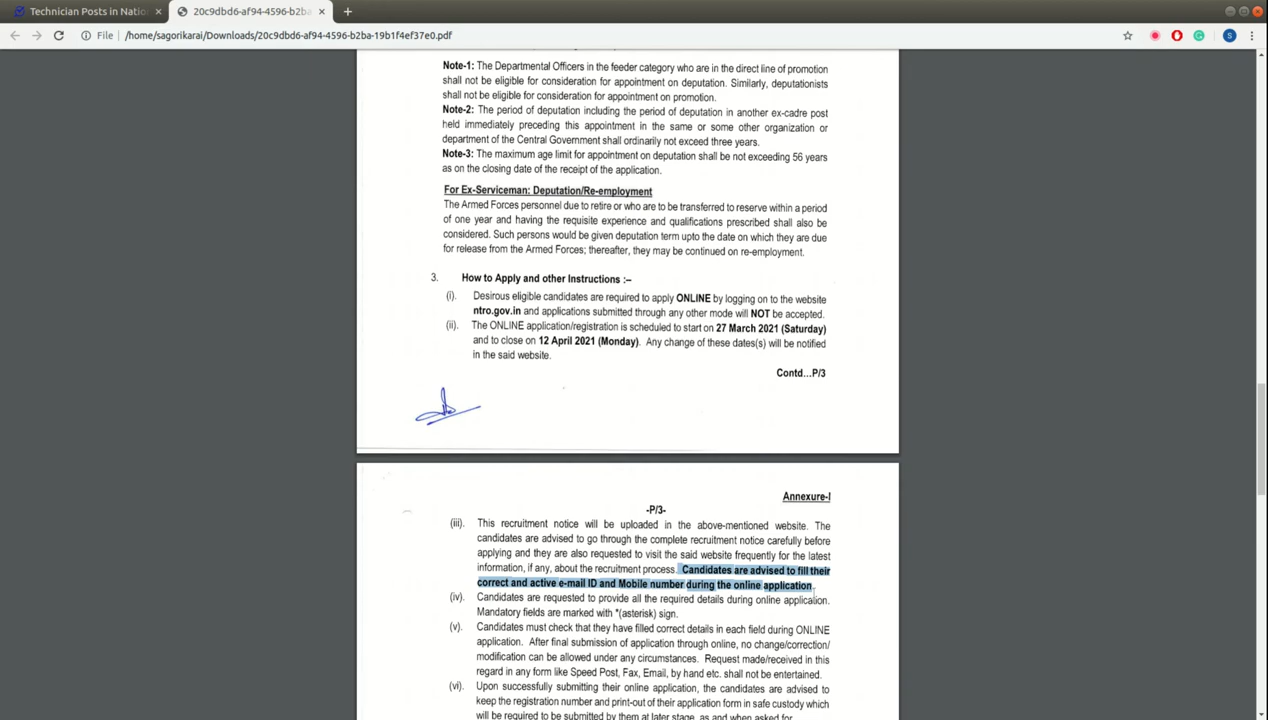 Technician Posts in Natio
20c9dbd6-af94-4596-b2ba
File
/home/sagorikarai/Downloads/20c9dbd6-af94-4596-b2ba-19b1f4ef37e0.pdf
S
Note-1: The Departmental Officers in the feeder category who are in the direct line of promotion
shall not be eligible for consideration for appointment on deputation. Similarly, deputationists
shall not be eligible for consideration for appointment on promotion.
Note-2: The period of deputation including the period of deputation in another ex-cadre post
held immediately preceding this appointment in the same or some other organization or
department of the Central Government shall ordinarily not exceed three years.
Note-3: The maximum age limit for appointment on deputation shall be not exceeding 56 years
as on the closing date of the receipt of the application.
For Ex-Serviceman: Deputation/Re-employment
The Armed Forces personnel due to retire or who are to be transferred to reserve within a period
of one year and having the requisite experience and qualifications prescribed shall also be
considered. Such persons would be given deputation term upto the date on which they are due
for release from the Armed Forces; thereafter, they may be continued on re-employment.
3. How to Apply and other Instructions :–
(i). Desirous eligible candidates are required to apply ONLINE by logging on to the website
ntro.gov.in and applications submitted through any other mode will NOT be accepted.
(ii). The ONLINE application/registration is scheduled to start on 27 March 2021 (Saturday)
and to close on 12 April 2021 (Monday). Any change of these dates(s) will be notified
in the said website.
Contd...P/3
Annexure-I
-P/3-
(iii). This recruitment notice will be uploaded in the above-mentioned website. The
candidates are advised to go through the complete recruitment notice carefully before
applying and they are also requested to visit the said website frequently for the latest
information, if any, about the recruitment process. Candidates are advised to fill their
correct and active e-mail ID and Mobile number during the online application.
(iv). Candidates are requested to provide all the required details during online application.
Mandatory fields are marked with *(asterisk) sign.
(v). Candidates must check that they have filled correct details in each field during ONLINE
application. After final submission of application through online, no change/correction/
modification can be allowed under any circumstances. Request made/received in this
regard in any form like Speed Post, Fax, Email, by hand etc. shall not be entertained.
(vi). Upon successfully submitting their online application, the candidates are advised to
keep the registration number and print-out of their application form in safe custody which
will be required to be submitted by them at later stage, as and when asked for